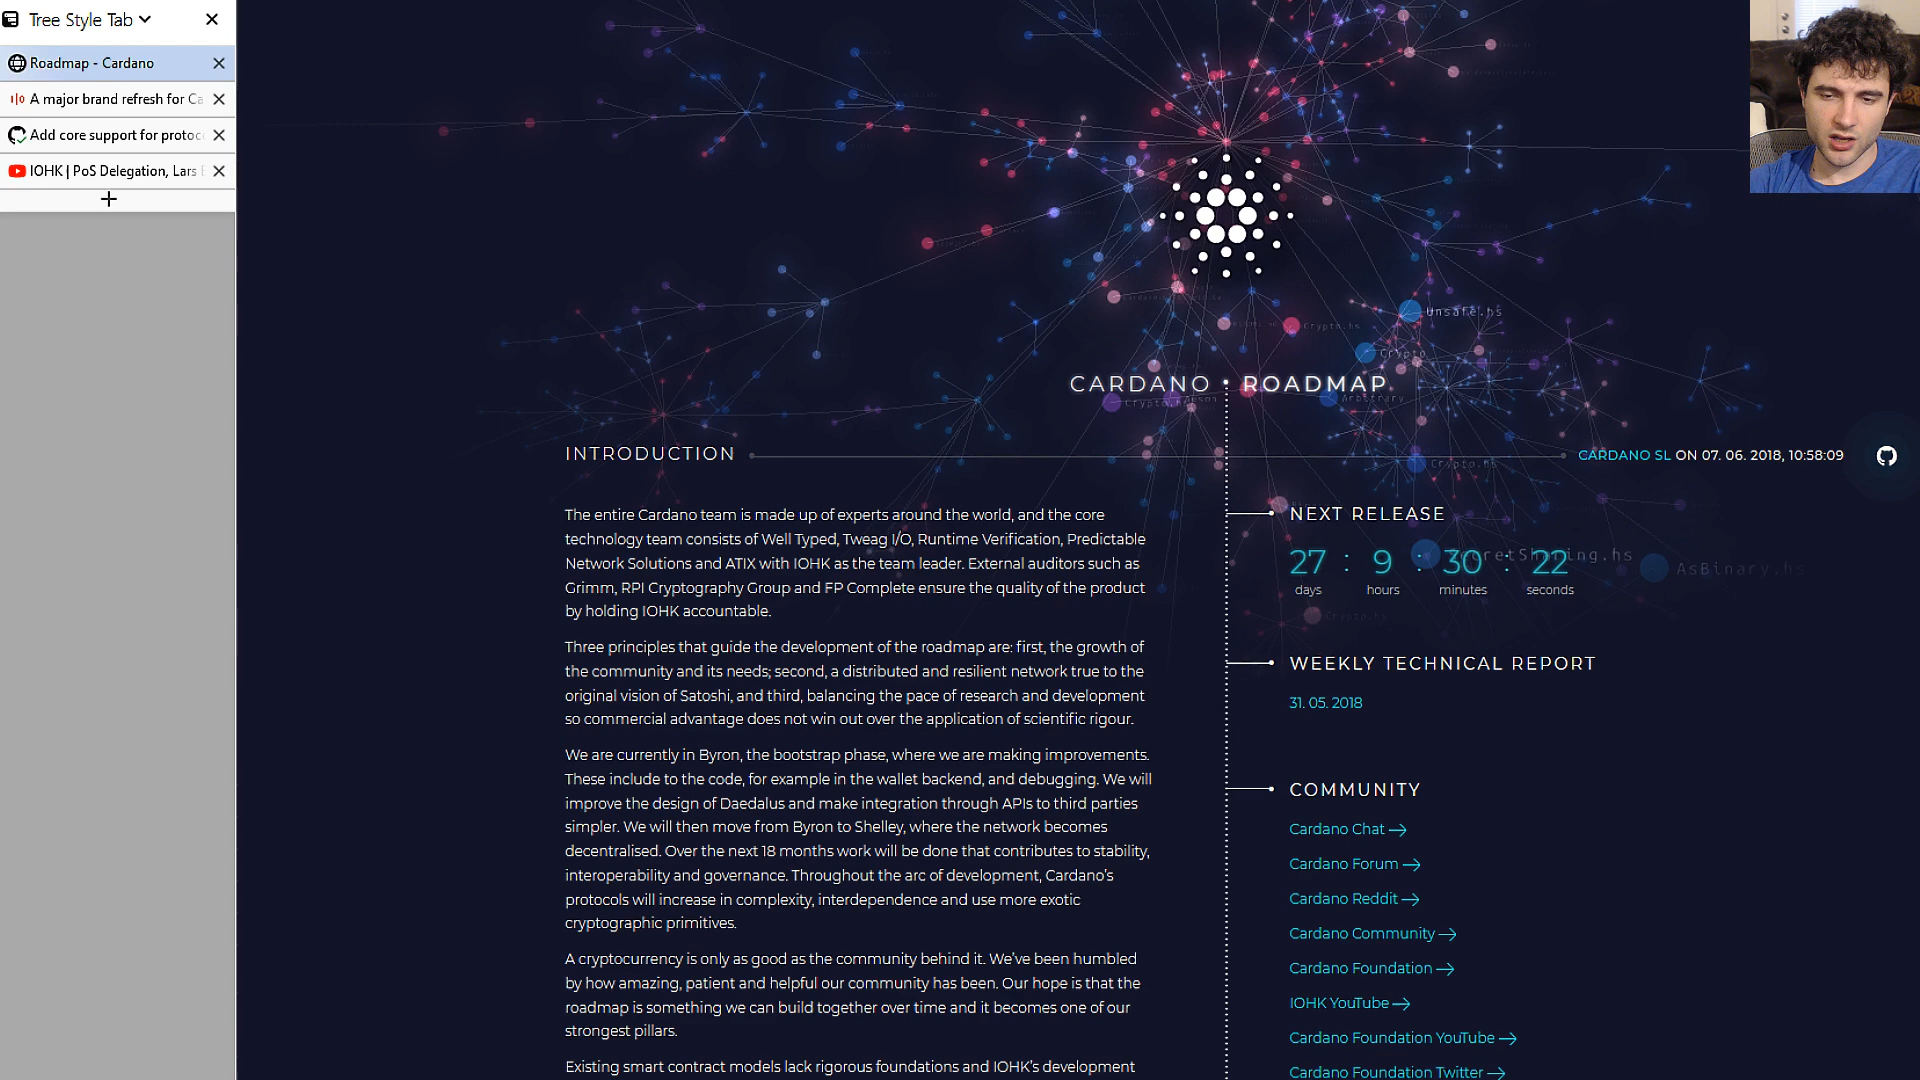 Tree Style Tab
Roadmap - Cardano
A major brand refresh for Ca
Add core support for protoc
IOHK | PoS Delegation, Lars
Unsafe.hs
Crypto.hs
Crypto
CARDANO • ROADMAP
Arbitrary
Crypto.hs
INTRODUCTION
CARDANO SL ON 07. 06. 2018, 10:58:09
The entire Cardano team is made up of experts around the world, and the core
technology team consists of Well Typed, Tweag I/O, Runtime Verification, Predictable
Network Solutions and ATIX with IOHK as the team leader. External auditors such as
Grimm, RPI Cryptography Group and FP Complete ensure the quality of the product
by holding IOHK accountable.
Three principles that guide the development of the roadmap are: first, the growth of
the community and its needs; second, a distributed and resilient network true to the
original vision of Satoshi, and third, balancing the pace of research and development
so commercial advantage does not win out over the application of scientific rigour.
We are currently in Byron, the bootstrap phase, where we are making improvements.
These include to the code, for example in the wallet backend, and debugging. We will
improve the design of Daedalus and make integration through APIs to third parties
simpler. We will then move from Byron to Shelley, where the network becomes
decentralised. Over the next 18 months work will be done that contributes to stability,
interoperability and governance. Throughout the arc of development, Cardano's
protocols will increase in complexity, interdependence and use more exotic
cryptographic primitives.
A cryptocurrency is only as good as the community behind it. We've been humbled
by how amazing, patient and helpful our community has been. Our hope is that the
roadmap is something we can build together over time and it becomes one of our
strongest pillars.
Existing smart contract models lack rigorous foundations and IOHK's development
NEXT RELEASE
27 : 9 : 30 : 22
days hours minutes seconds
SecretSharing.hs
AsBinary.hs
Crypto.hs
WEEKLY TECHNICAL REPORT
31. 05. 2018
COMMUNITY
Cardano Chat →
Cardano Forum →
Cardano Reddit →
Cardano Community →
Cardano Foundation →
IOHK YouTube →
Cardano Foundation YouTube →
Cardano Foundation Twitter →